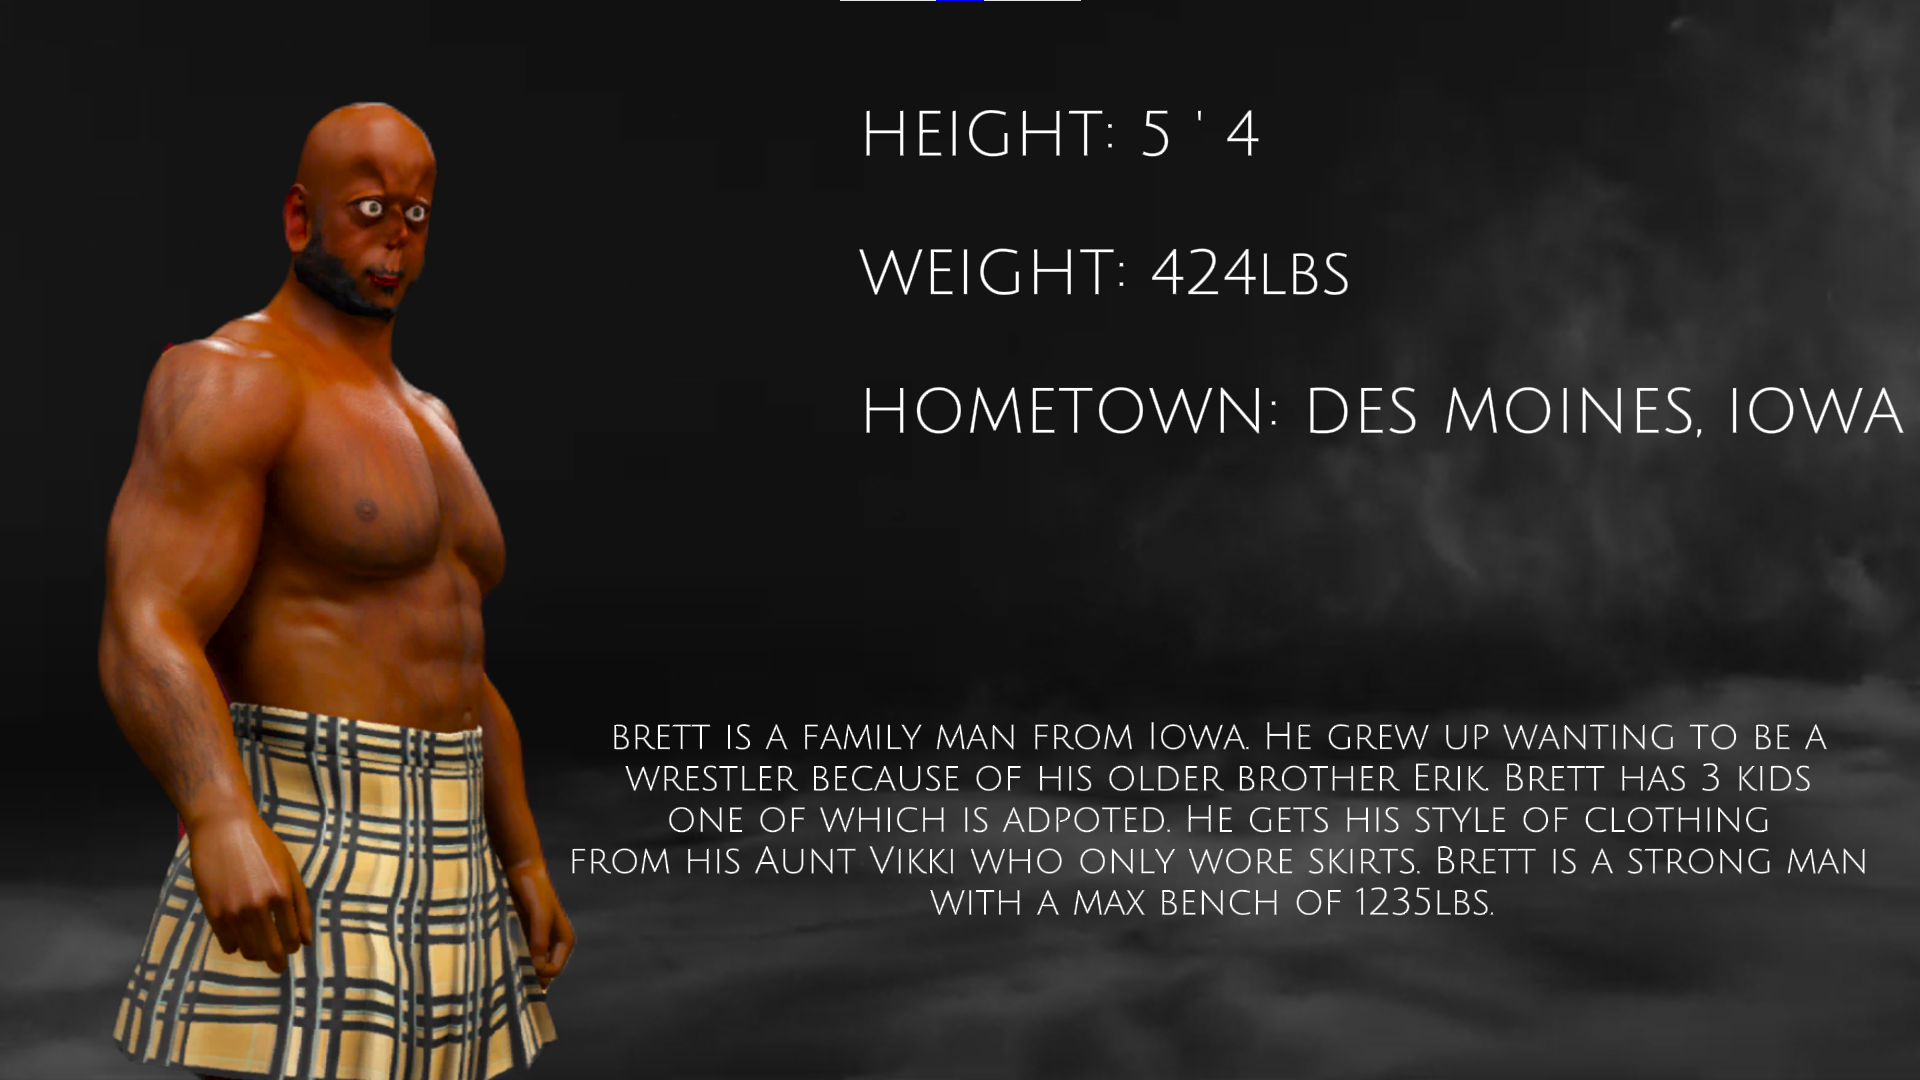 HEIGHT: 5 ' 4
WEIGHT: 424LBS
HOMETOWN: DES MOINES, IOWA
BRETT IS A FAMILY MAN FROM IOWA. HE GREW UP WANTING TO BE A
WRESTLER BECAUSE OF HIS OLDER BROTHER ERIK. BRETT HAS 3 KIDS
ONE OF WHICH IS ADPOTED. HE GETS HIS STYLE OF CLOTHING
FROM HIS AUNT VIKKI WHO ONLY WORE SKIRTS. BRETT IS A STRONG MAN
WITH A MAX BENCH OF 1235LBS.